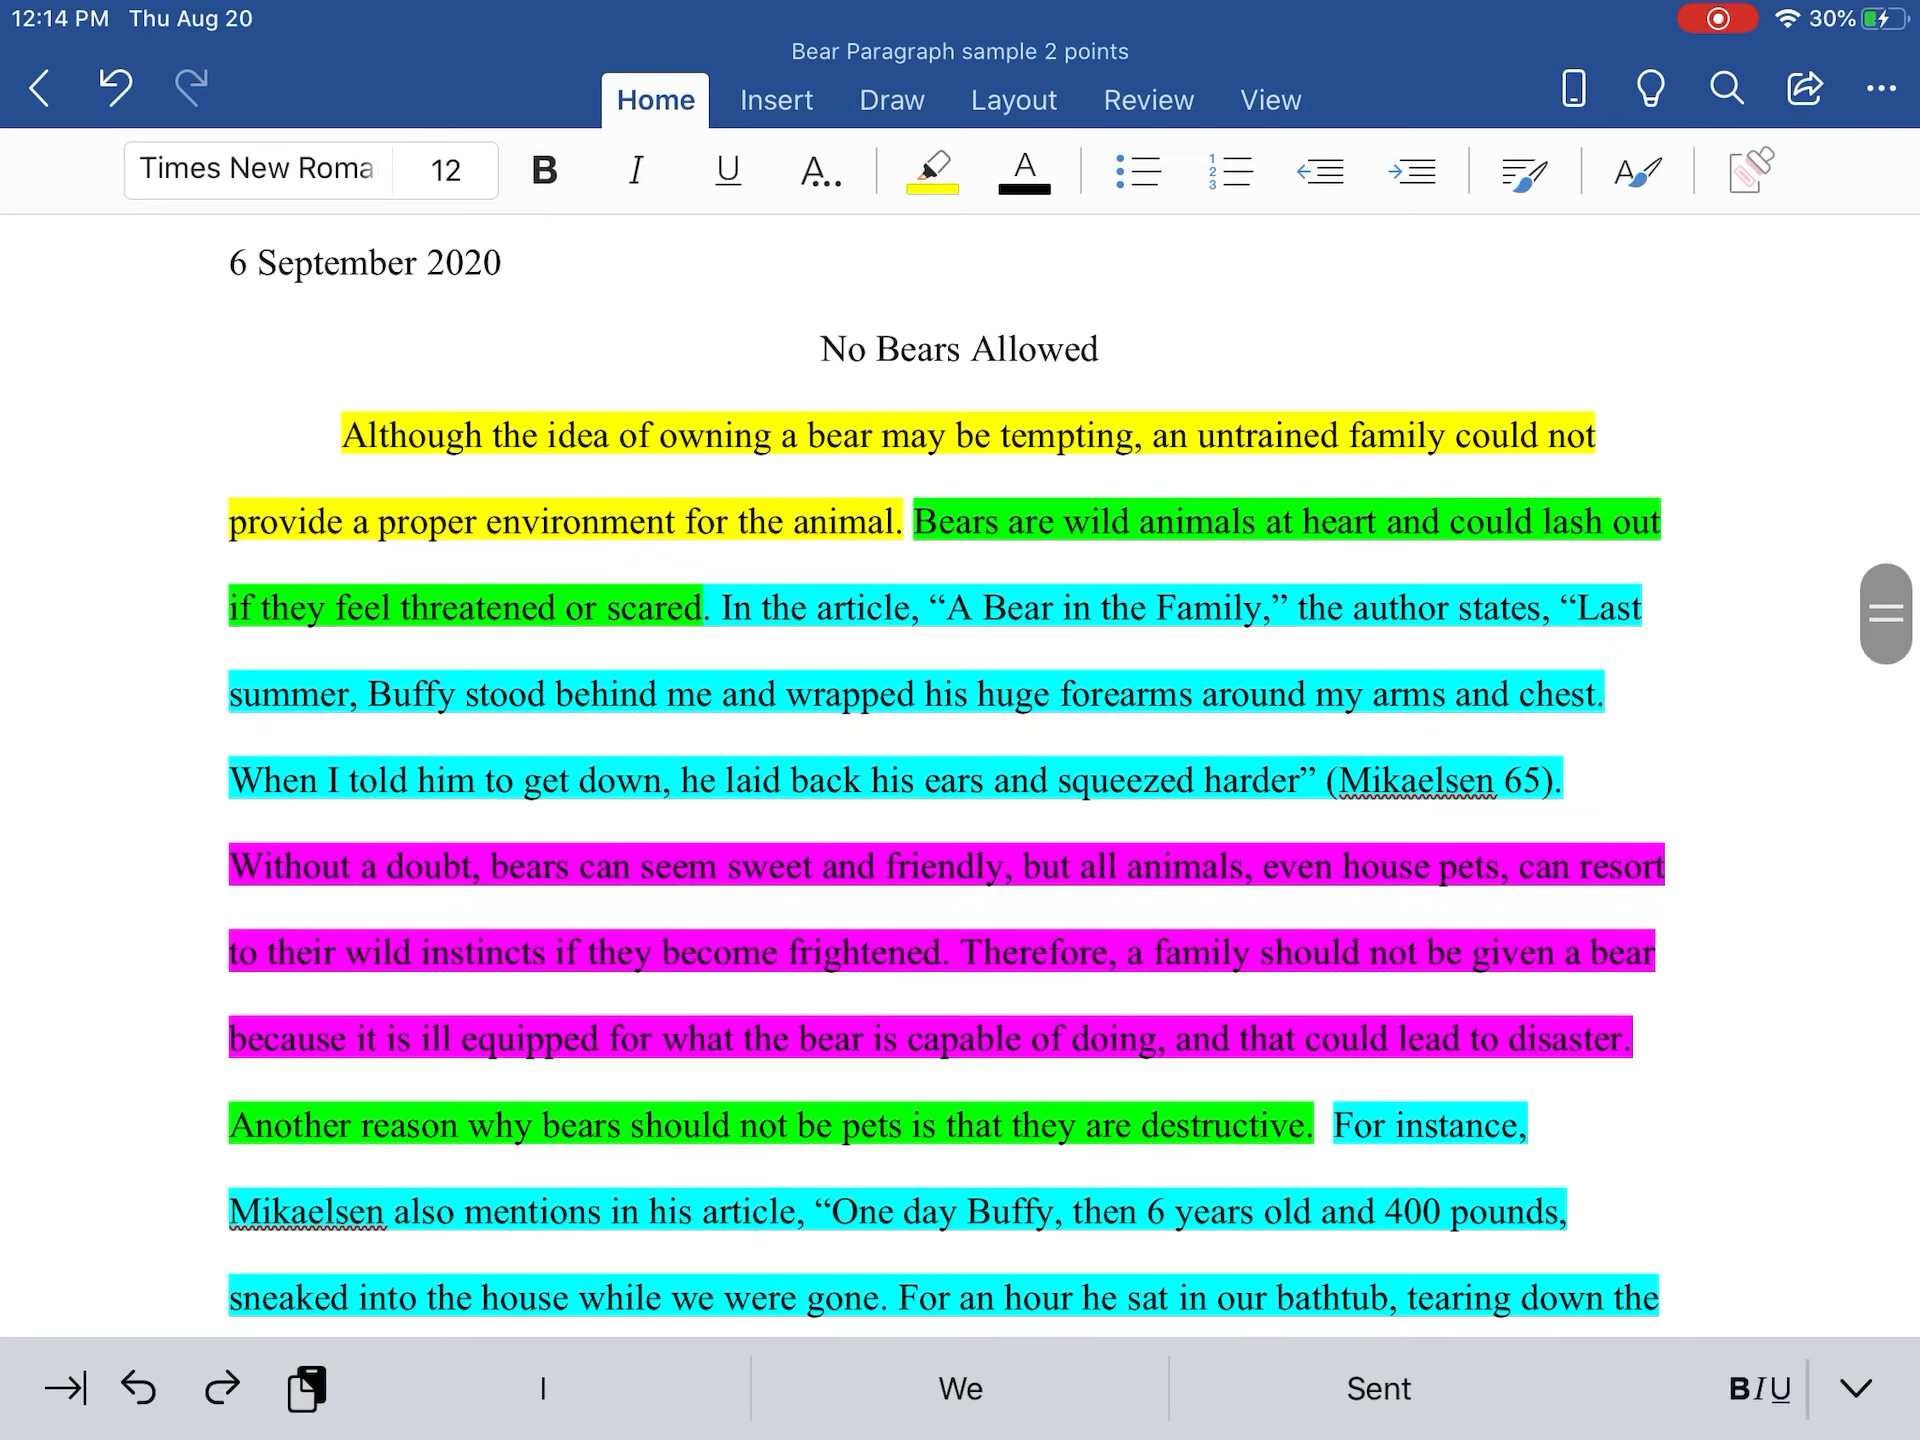 12:14 PM Thu Aug 20
30%
Bear Paragraph sample 2 points
Home Insert Draw Layout Review View
Times New Roma 12 B I U A... A
6 September 2020
No Bears Allowed
Although the idea of owning a bear may be tempting, an untrained family could not
provide a proper environment for the animal. Bears are wild animals at heart and could lash out
if they feel threatened or scared. In the article, “A Bear in the Family,” the author states, “Last
summer, Buffy stood behind me and wrapped his huge forearms around my arms and chest.
When I told him to get down, he laid back his ears and squeezed harder” (Mikaelsen 65).
Without a doubt, bears can seem sweet and friendly, but all animals, even house pets, can resort
to their wild instincts if they become frightened. Therefore, a family should not be given a bear
because it is ill equipped for what the bear is capable of doing, and that could lead to disaster.
Another reason why bears should not be pets is that they are destructive.  For instance,
Mikaelsen also mentions in his article, “One day Buffy, then 6 years old and 400 pounds,
sneaked into the house while we were gone. For an hour he sat in our bathtub, tearing down the
I We Sent BIU